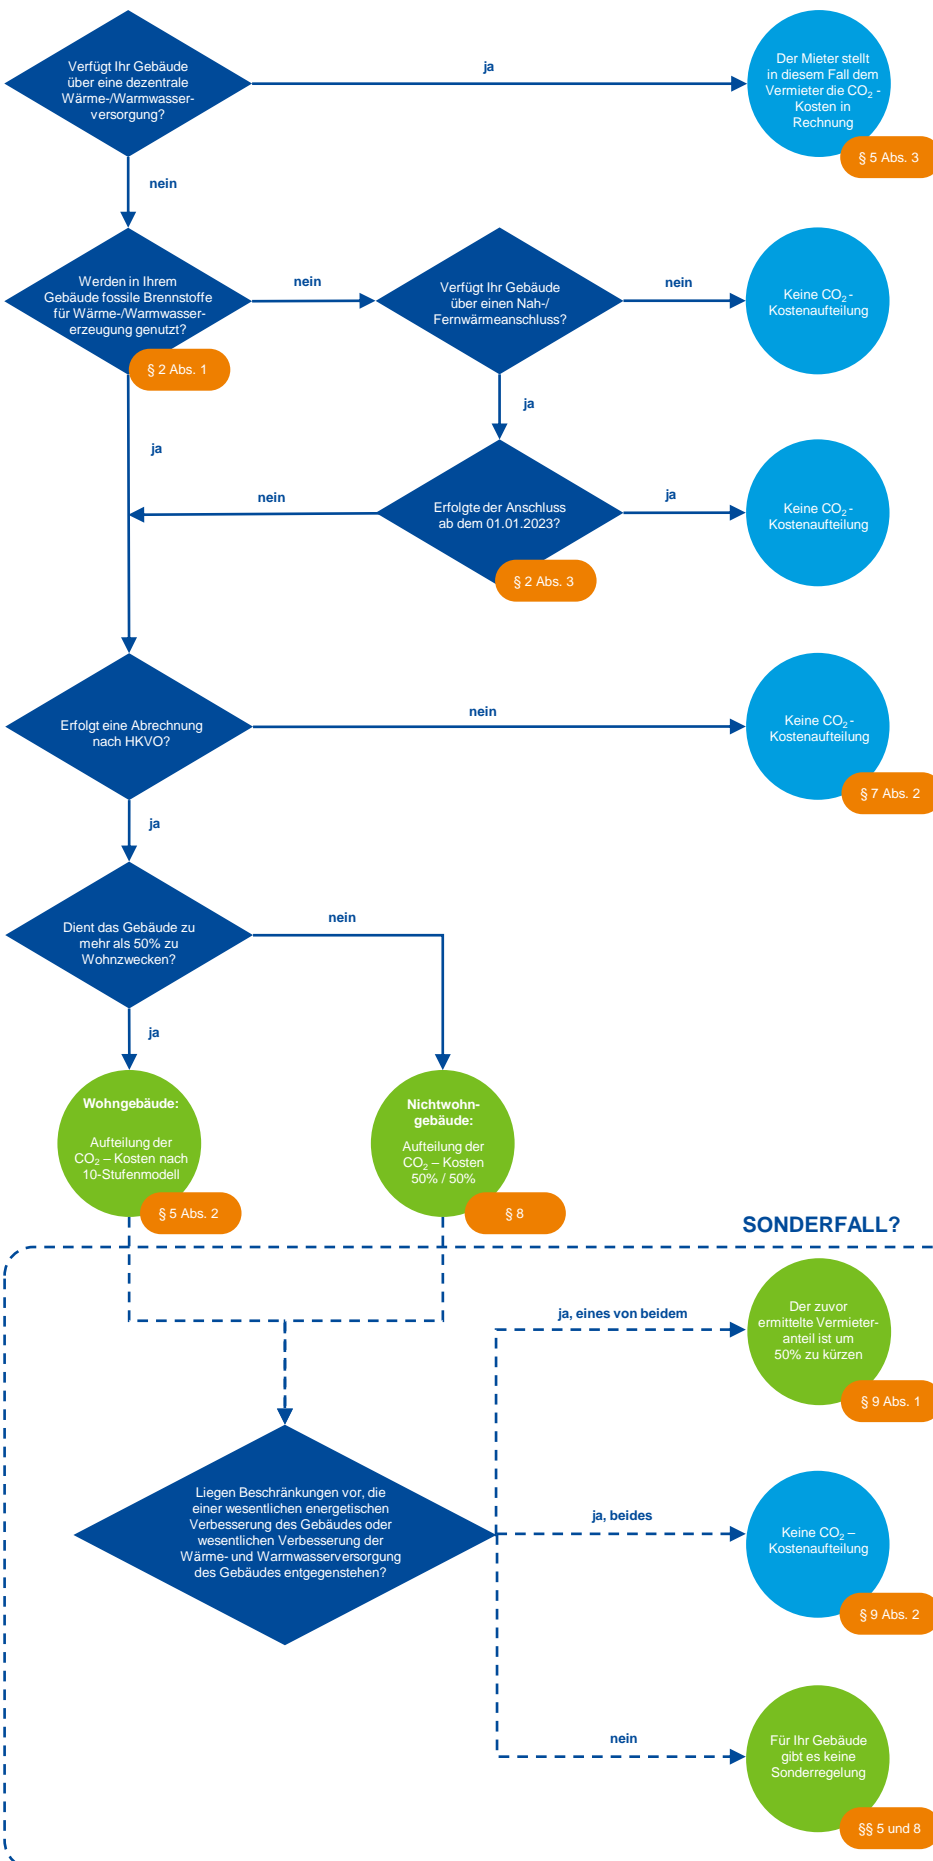 Verfügt Ihr Gebäude
über eine dezentrale
Wärme-/Warmwasser-
versorgung?
ja
Der Mieter stellt
in diesem Fall dem
Vermieter die CO₂ -
Kosten in
Rechnung
§ 5 Abs. 3
nein
Werden in Ihrem
Gebäude fossile Brennstoffe
für Wärme-/Warmwasser-
erzeugung genutzt?
§ 2 Abs. 1
nein
Verfügt Ihr Gebäude
über einen Nah-/
Fernwärmeanschluss?
nein
Keine CO₂ -
Kostenaufteilung
ja
ja
nein
Erfolgte der Anschluss
ab dem 01.01.2023?
§ 2 Abs. 3
ja
Keine CO₂ -
Kostenaufteilung
Erfolgt eine Abrechnung
nach HKVO?
nein
Keine CO₂ -
Kostenaufteilung
§ 7 Abs. 2
ja
Dient das Gebäude zu
mehr als 50% zu
Wohnzwecken?
nein
ja
Wohngebäude:
Aufteilung der
CO₂ – Kosten nach
10-Stufenmodell
§ 5 Abs. 2
Nichtwohn-
gebäude:
Aufteilung der
CO₂ – Kosten
50% / 50%
§ 8
SONDERFALL?
ja, eines von beidem
Der zuvor
ermittelte Vermieter-
anteil ist um
50% zu kürzen
§ 9 Abs. 1
Liegen Beschränkungen vor, die
einer wesentlichen energetischen
Verbesserung des Gebäudes oder
wesentlichen Verbesserung der
Wärme- und Warmwasserversorgung
des Gebäudes entgegenstehen?
ja, beides
Keine CO₂ –
Kostenaufteilung
§ 9 Abs. 2
nein
Für Ihr Gebäude
gibt es keine
Sonderregelung
§§ 5 und 8